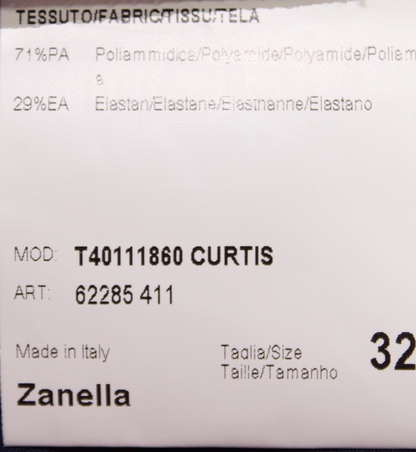 TESSUTO/FABRIC/TISSU/TELA
71%PA Poliammidica/Polyamide/Polyamide/Poliam
29%EA Elastan/Elastane/Elasthanne/Elastano
MOD: T40111860 CURTIS
ART: 62285 411
Made in Italy
Taglia/Size 32
Taille/Tamanho
Zanella